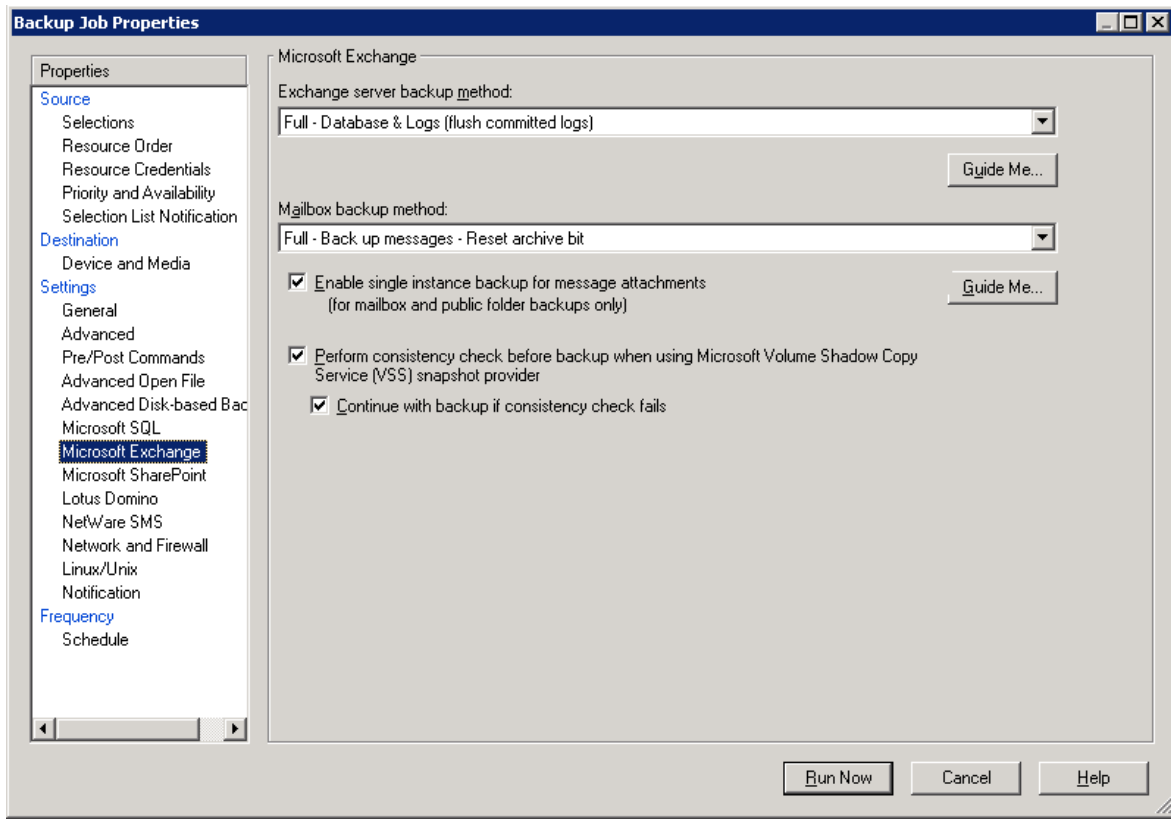 Backup Job Properties
Properties
Source
Selections
Resource Order
Resource Credentials
Priority and Availability
Selection List Notification
Destination
Device and Media
Settings
General
Advanced
Pre/Post Commands
Advanced Open File
Advanced Disk-based Bac
Microsoft SQL
Microsoft Exchange
Microsoft SharePoint
Lotus Domino
NetWare SMS
Network and Firewall
Linux/Unix
Notification
Frequency
Schedule
Microsoft Exchange
Exchange server backup method:
Full - Database & Logs (flush committed logs)
Guide Me...
Mailbox backup method:
Full - Back up messages - Reset archive bit
Enable single instance backup for message attachments
(for mailbox and public folder backups only)
Guide Me...
Perform consistency check before backup when using Microsoft Volume Shadow Copy
Service (VSS) snapshot provider
Continue with backup if consistency check fails
Run Now
Cancel
Help